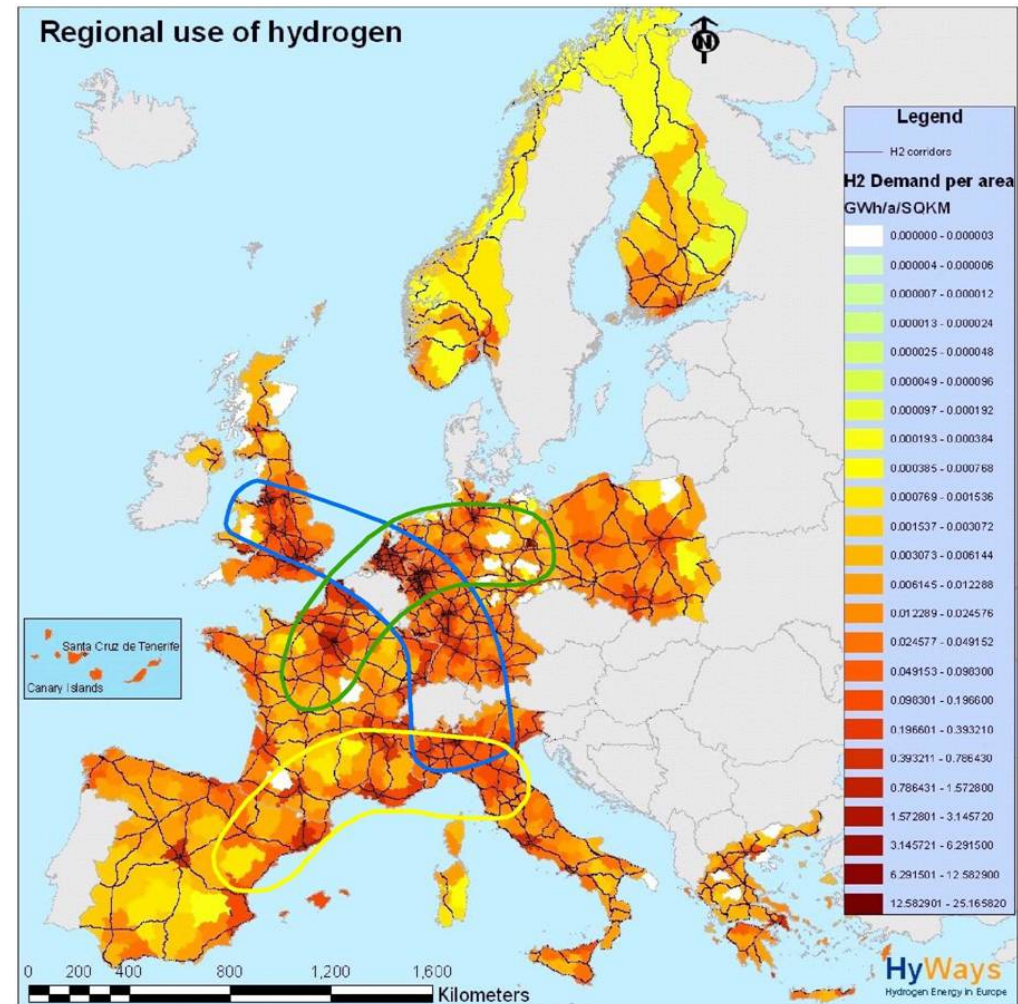 Regional use of hydrogen
N
Legend
H2 corridors
H2 Demand per area
GWh/a/SQKM
0.000000 - 0.000003
0.000004 - 0.000006
0.000007 - 0.000012
0.000013 - 0.000024
0.000025 - 0.000048
0.000049 - 0.000096
0.000097 - 0.000192
0.000193 - 0.000384
0.000385 - 0.000768
0.000769 - 0.001536
0.001537 - 0.003072
0.003073 - 0.006144
0.006145 - 0.012288
0.012289 - 0.024576
0.024577 - 0.049152
0.049153 - 0.098300
0.098301 - 0.196600
0.196601 - 0.393210
0.393211 - 0.786430
0.786431 - 1.572800
1.572801 - 3.145720
3.145721 - 6.291500
6.291501 - 12.582900
12.582901 - 25.165820
Santa Cruz de Tenerife
Canary Islands
0 200 400 800 1,200 1,600
Kilometers
HyWays
Hydrogen Energy in Europe